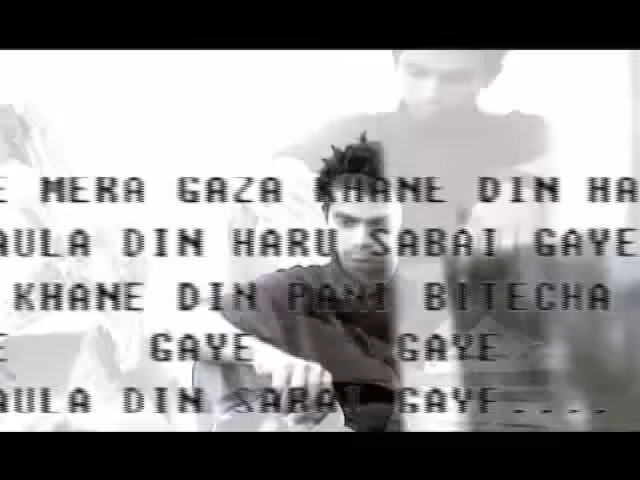 E MERA GAZA KHANE DIN HA
AULA DIN HARU SABAI GAYE
KHANE DIN PANI BITECHA
E GAYE GAYE
AULA DIN SABAI GAYE....